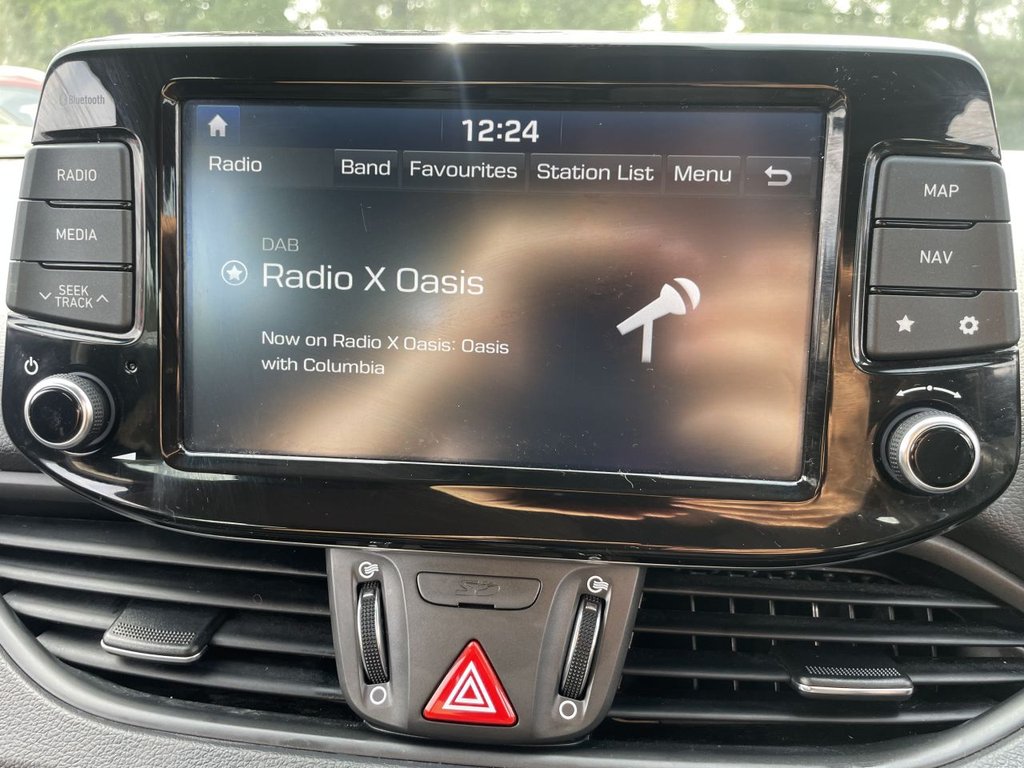 Bluetooth
12:24
Radio Band Favourites Station List Menu
RADIO
MEDIA
SEEK
TRACK
DAB
Radio X Oasis
Now on Radio X Oasis: Oasis
with Columbia
MAP
NAV